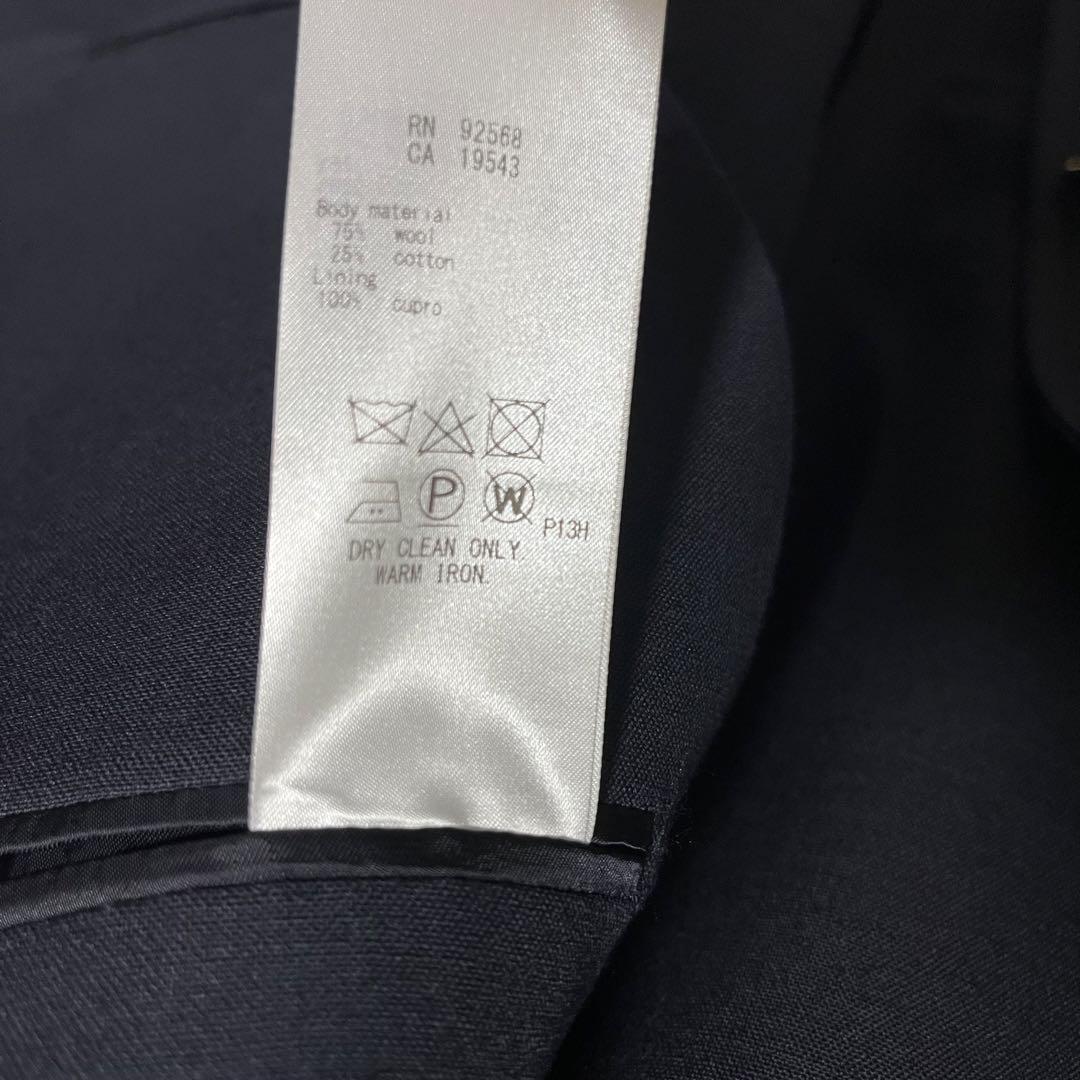 RN 92568
CA 19543
Body material
75% wool
25% cotton
Lining
100% cupro
P W P13H
DRY CLEAN ONLY.
WARM IRON.